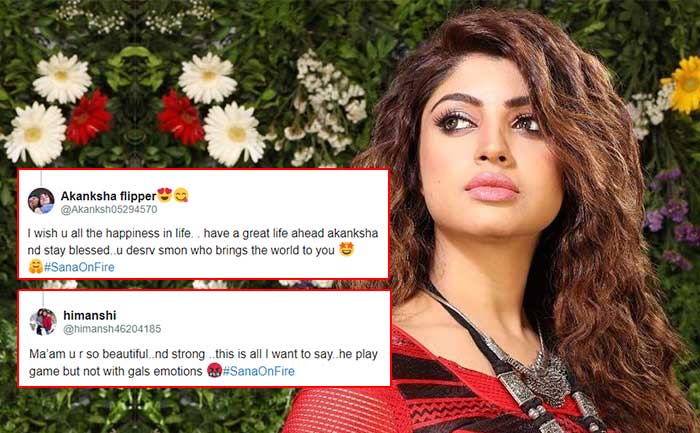 Akanksha flipper😍😋
@Akanksh05294570
I wish u all the happiness in life. . have a great life ahead akanksha
nd stay blessed..u desrv smon who brings the world to you 🤩
🤗#SanaOnFire
himanshi
@himansh46204185
Ma'am u r so beautiful..nd strong ..this is all I want to say..he play
game but not with gals emotions 🤬#SanaOnFire